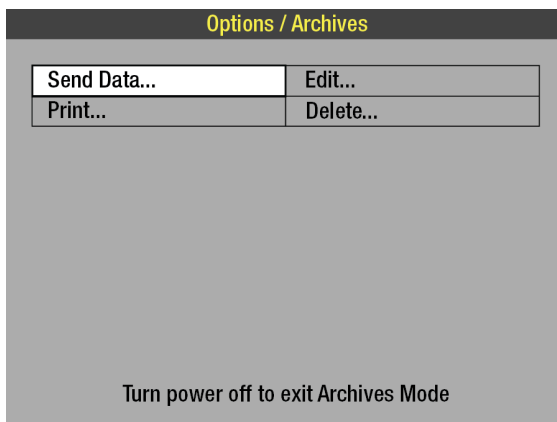 Options / Archives
Send Data... Edit...
Print... Delete...
Turn power off to exit Archives Mode